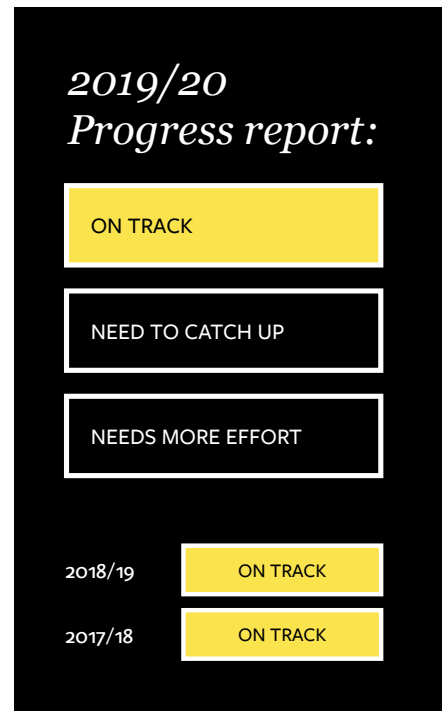 2019/20
Progress report:
ON TRACK
NEED TO CATCH UP
NEEDS MORE EFFORT
2018/19 ON TRACK
2017/18 ON TRACK